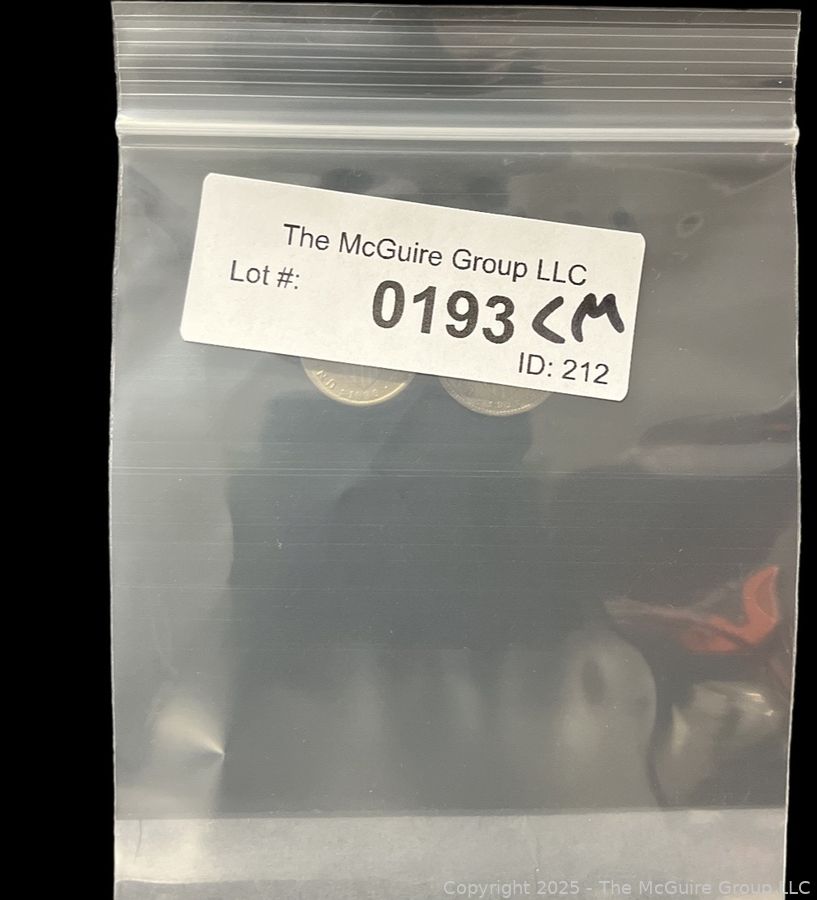 The McGuire Group LLC
Lot #:
0193 CM
ID: 212
Copyright 2025 - The McGuire Group LLC